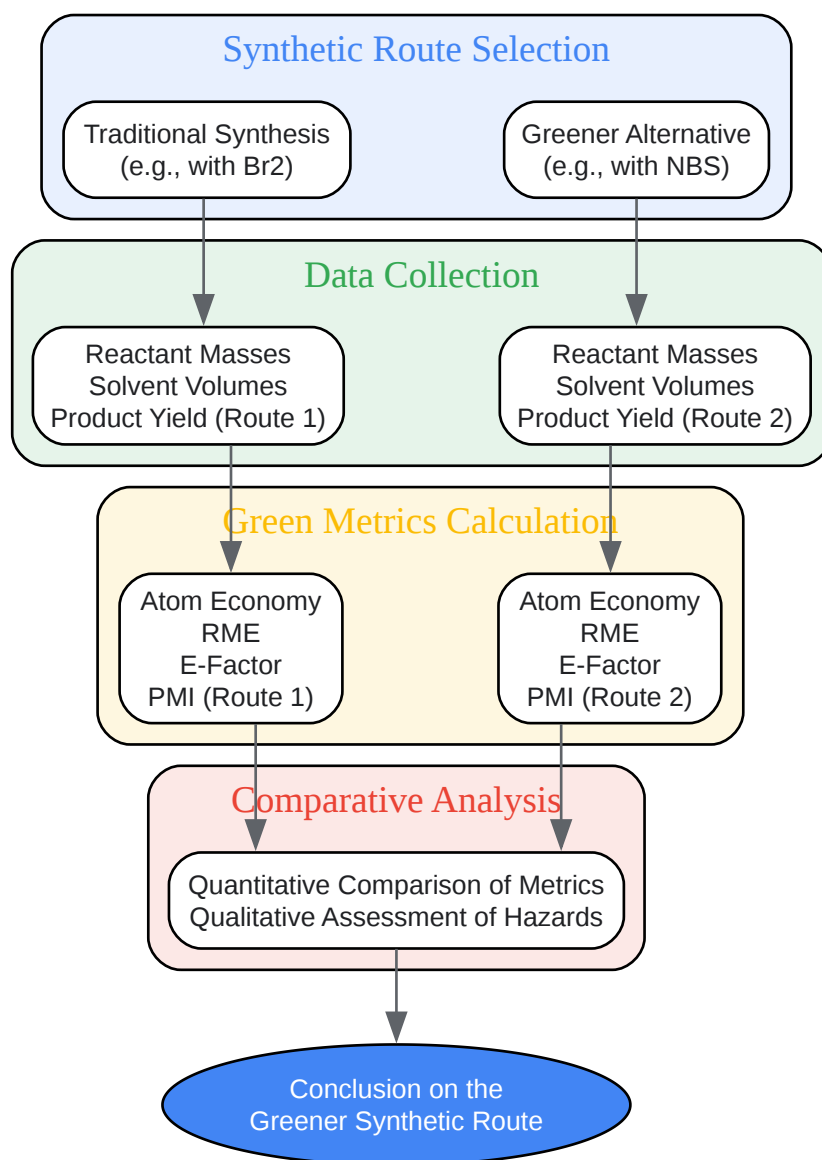 Synthetic Route Selection
Traditional Synthesis
(e.g., with Br2)
Greener Alternative
(e.g., with NBS)
Data Collection
Reactant Masses
Solvent Volumes
Product Yield (Route 1)
Reactant Masses
Solvent Volumes
Product Yield (Route 2)
Green Metrics Calculation
Atom Economy
RME
E-Factor
PMI (Route 1)
Atom Economy
RME
E-Factor
PMI (Route 2)
Comparative Analysis
Quantitative Comparison of Metrics
Qualitative Assessment of Hazards
Conclusion on the
Greener Synthetic Route